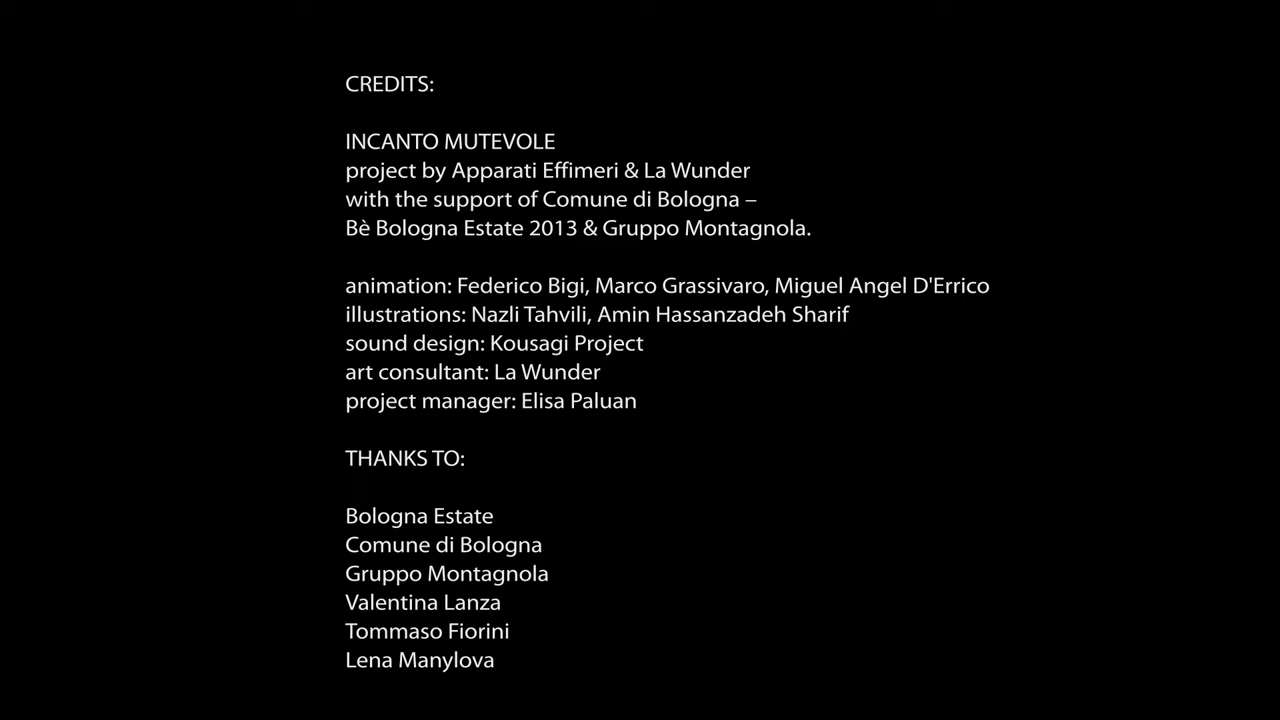 CREDITS:
INCANTO MUTEVOLE
project by Apparati Effimeri & La Wunder
with the support of Comune di Bologna –
Bè Bologna Estate 2013 & Gruppo Montagnola.
animation: Federico Bigi, Marco Grassivaro, Miguel Angel D'Errico
illustrations: Nazli Tahvili, Amin Hassanzadeh Sharif
sound design: Kousagi Project
art consultant: La Wunder
project manager: Elisa Paluan
THANKS TO:
Bologna Estate
Comune di Bologna
Gruppo Montagnola
Valentina Lanza
Tommaso Fiorini
Lena Manylova